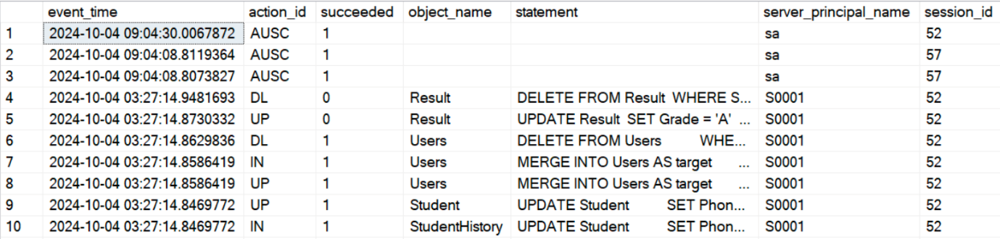 event_time action_id succeeded object_name statement server_principal_name session_id
1 2024-10-04 09:04:30.0067872 AUSC 1 sa 52
2 2024-10-04 09:04:08.8119364 AUSC 1 sa 57
3 2024-10-04 09:04:08.8073827 AUSC 1 sa 57
4 2024-10-04 03:27:14.9481693 DL 0 Result DELETE FROM Result WHERE S... S0001 52
5 2024-10-04 03:27:14.8730332 UP 0 Result UPDATE Result SET Grade = 'A' ... S0001 52
6 2024-10-04 03:27:14.8629836 DL 1 Users DELETE FROM Users WHE... S0001 52
7 2024-10-04 03:27:14.8586419 IN 1 Users MERGE INTO Users AS target ... S0001 52
8 2024-10-04 03:27:14.8586419 UP 1 Users MERGE INTO Users AS target ... S0001 52
9 2024-10-04 03:27:14.8469772 UP 1 Student UPDATE Student SET Phon... S0001 52
10 2024-10-04 03:27:14.8469772 IN 1 StudentHistory UPDATE Student SET Phon... S0001 52